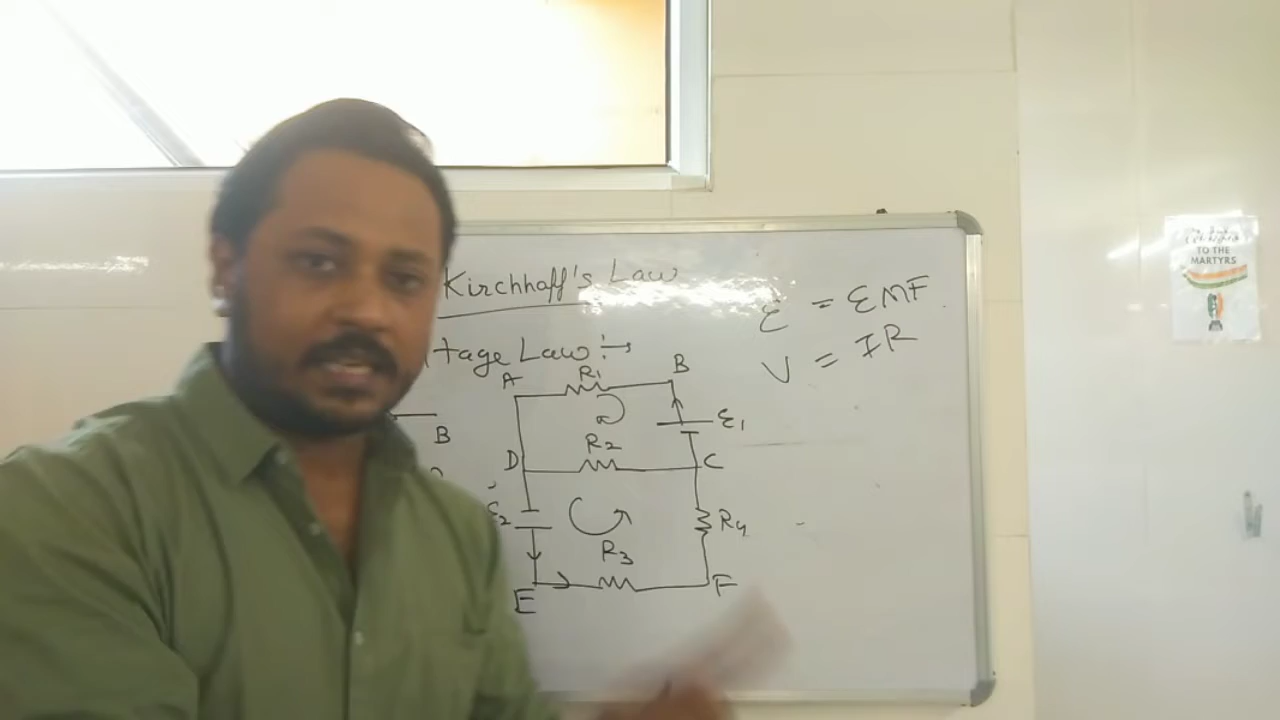 Kirchhoff's Law
tage Law :→
ε = EMF
V = IR
A R1 B
B
ε1
R2
D C
ε2
R4
R3
E F
TO THE
MARTYRS